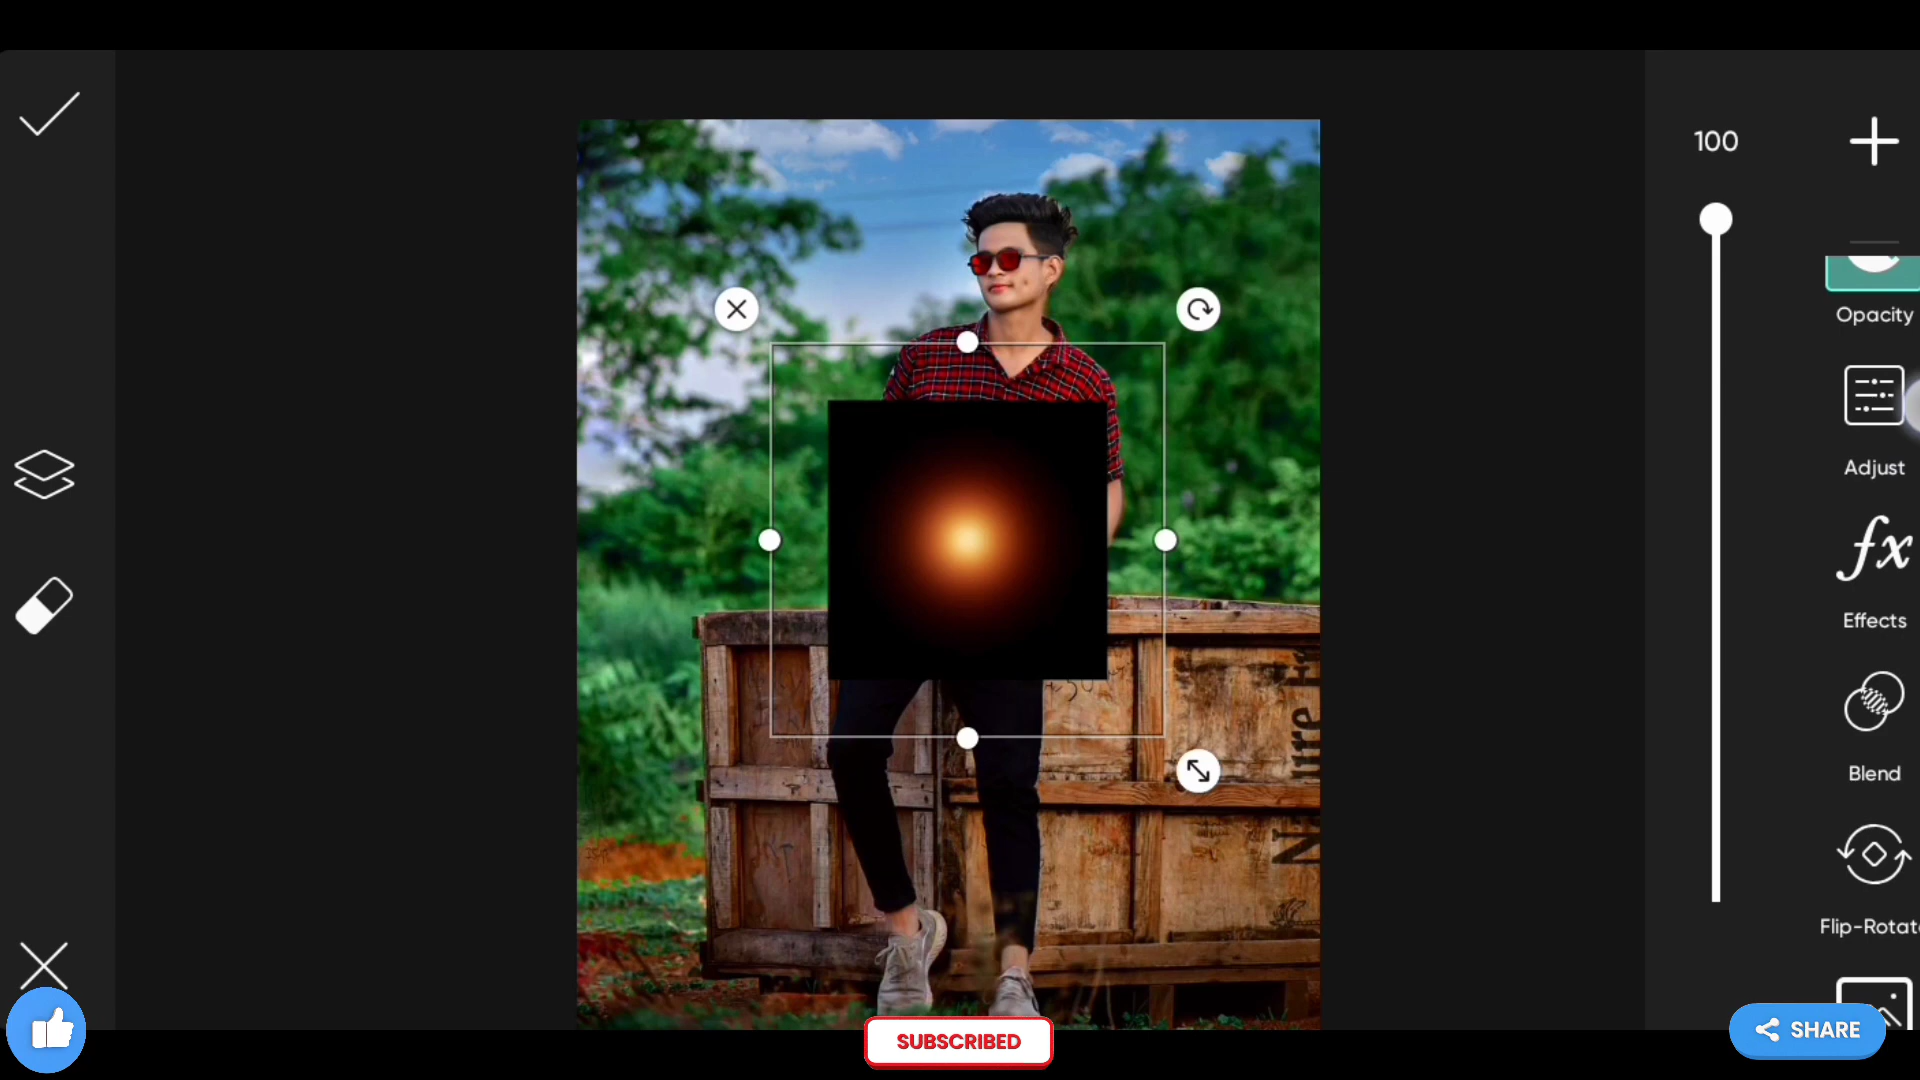 100
Opacity
Adjust
fx
Effects
Blend
Flip-Rotat
SUBSCRIBED
SHARE